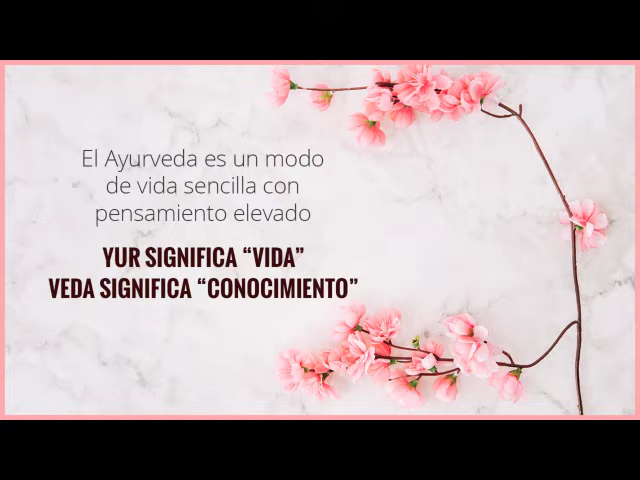 El Ayurveda es un modo
de vida sencilla con
pensamiento elevado
YUR SIGNIFICA “VIDA”
VEDA SIGNIFICA “CONOCIMIENTO”